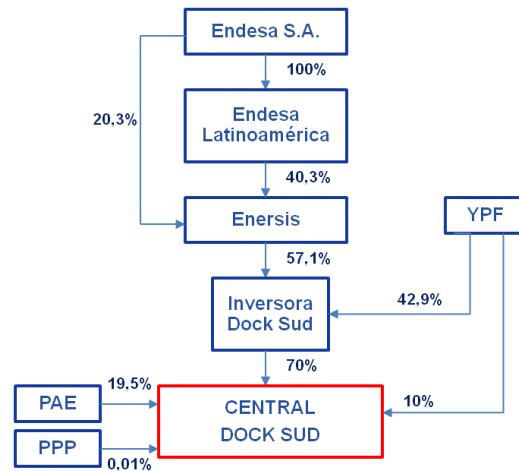 Endesa S.A.
100%
20,3%
Endesa
Latinoamérica
40,3%
Enersis
YPF
57,1%
42,9%
Inversora
Dock Sud
70%
19,5%
PAE
CENTRAL
DOCK SUD
10%
PPP
0,01%